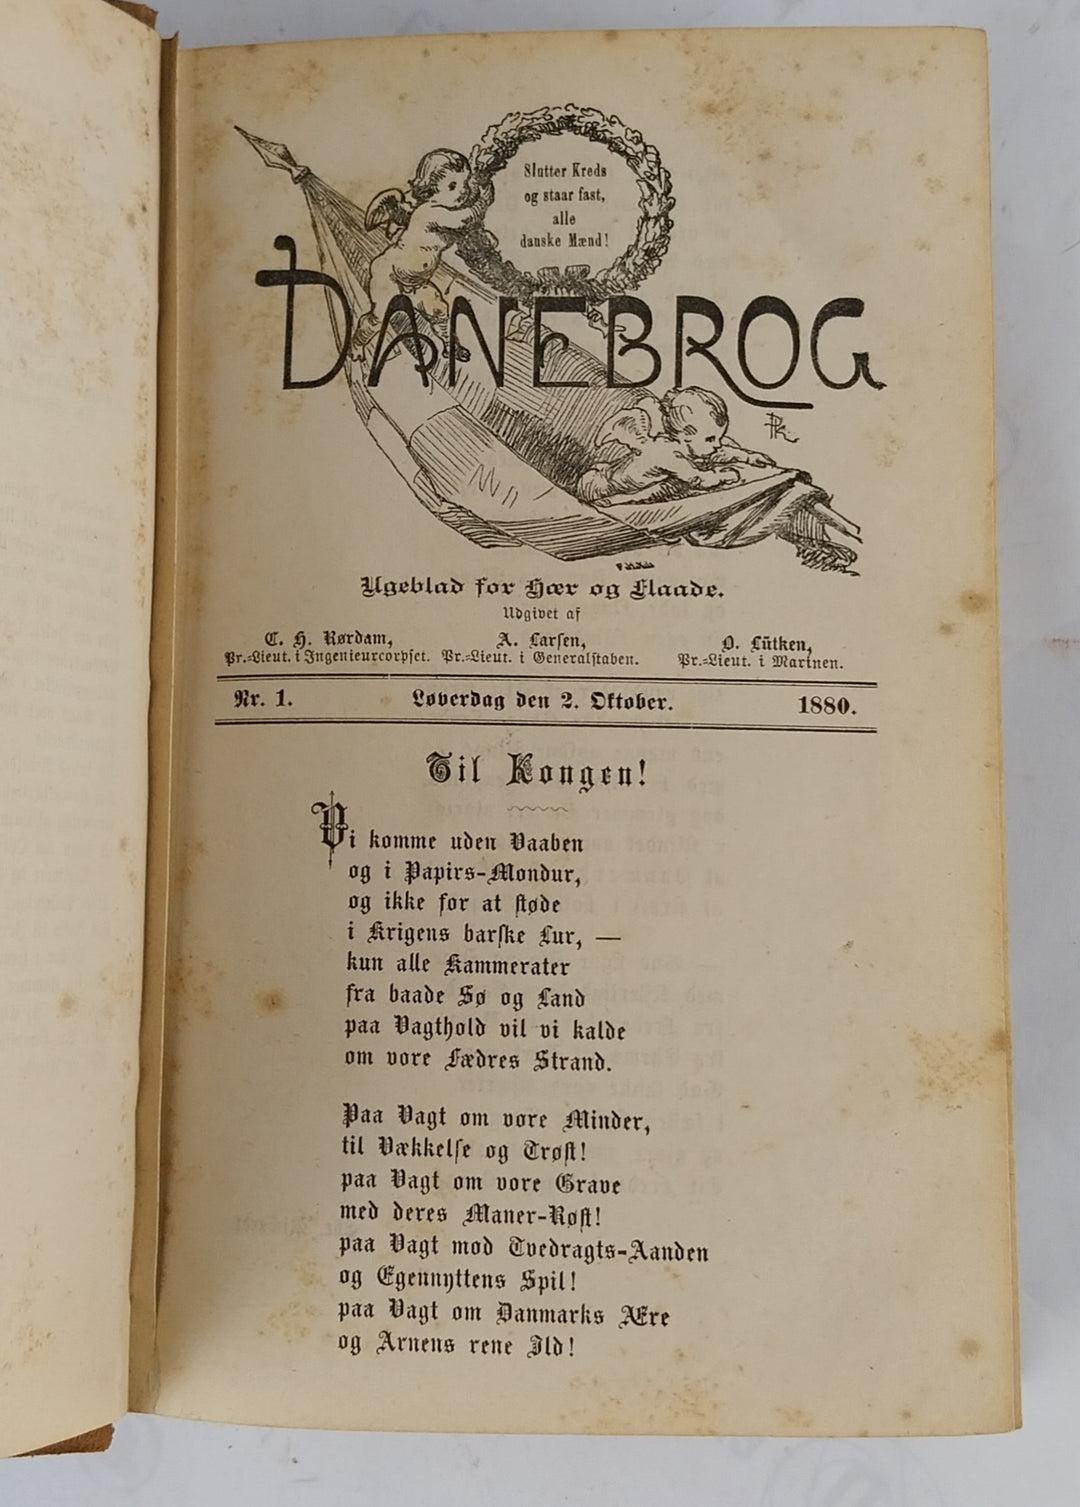 Slutter Kreds
og staar fast,
alle
danske Mænd!
DANEBROG
Ugeblad for Hær og Flaade.
Udgivet af
C. H. Rørdam,
Pr.-Lieut. i Ingenieurcorpset.
A. Larsen,
Pr.-Lieut. i Generalstaben.
O. Lütken,
Pr.-Lieut. i Marinen.
Nr. 1. Løverdag den 2. Oktober. 1880.
Til Kongen!
Vi komme uden Vaaben
og i Papirs-Mondur,
og ikke for at støde
i Krigens barske Lur, —
kun alle Kammerater
fra baade Sø og Land
paa Vagthold vil vi kalde
om vore Fædres Strand.
Paa Vagt om vore Minder,
til Vækkelse og Trøst!
paa Vagt om vore Grave
med deres Maner-Røst!
paa Vagt mod Tvedragts-Aanden
og Egennyttens Spil!
paa Vagt om Danmarks Ære
og Arnens rene Ild!